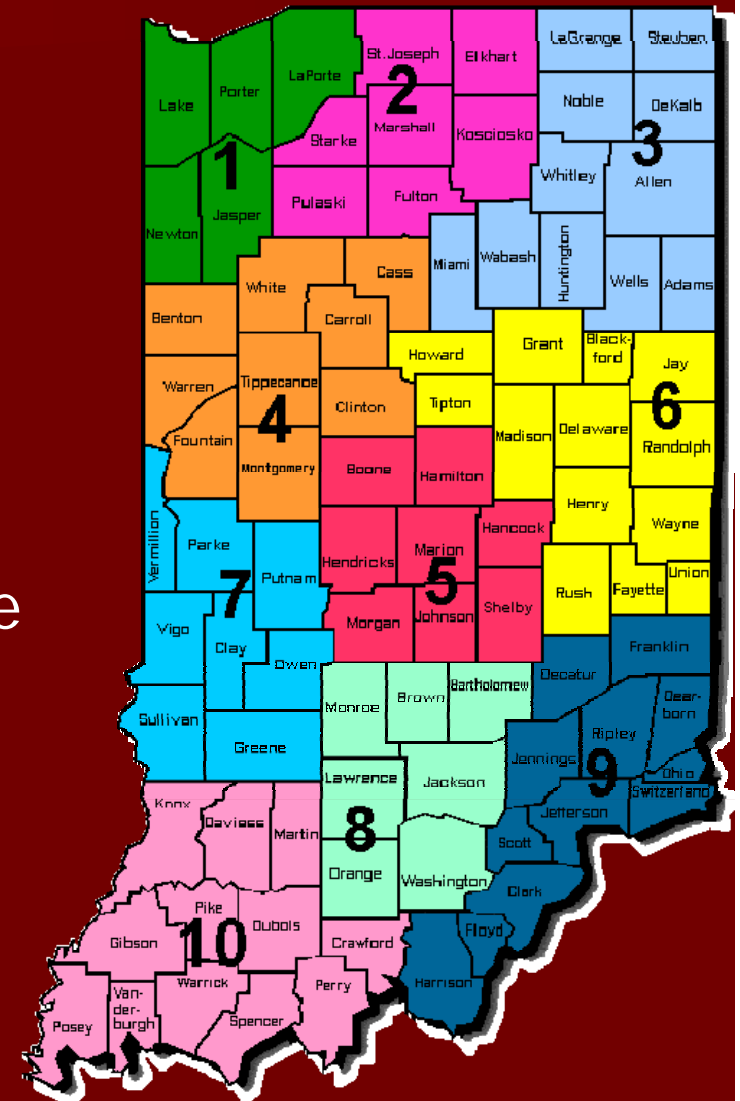 LaGrange
Steuben
St.Joseph
Elkhart
LaPorte
Porter
Lake
2
Noble
DeKalb
Marshall
Kosciosko
Starke
3
1
Whitley
Allen
Pulaski
Fulton
Jasper
Newton
Miami
Wabash
Huntington
Wells
Adams
White
Cass
Benton
Carroll
Howard
Grant
Black-
ford
Jay
Warren
Tippecanoe
4
Clinton
Tipton
6
Fountain
Madison
Delaware
Randolph
Montgomery
Boone
Hamilton
Henry
Wayne
Vermillion
Parke
Putnam
Hendricks
Marion
Hancock
5
7
e
Rush
Fayette
Union
Vigo
Clay
Morgan
Johnson
Shelby
Owen
Franklin
Decatur
Sullivan
Monroe
Brown
Bartholomew
Dear-
born
Greene
Ripley
Jennings
9
Ohio
Lawrence
Jackson
Switzerland
Knox
Daviess
Martin
8
Jefferson
Scott
Orange
Washington
Clark
Pike
Dubois
10
Gibson
Crawford
Floyd
Warrick
Perry
Harrison
Posey
Van-
der-
burgh
Spencer